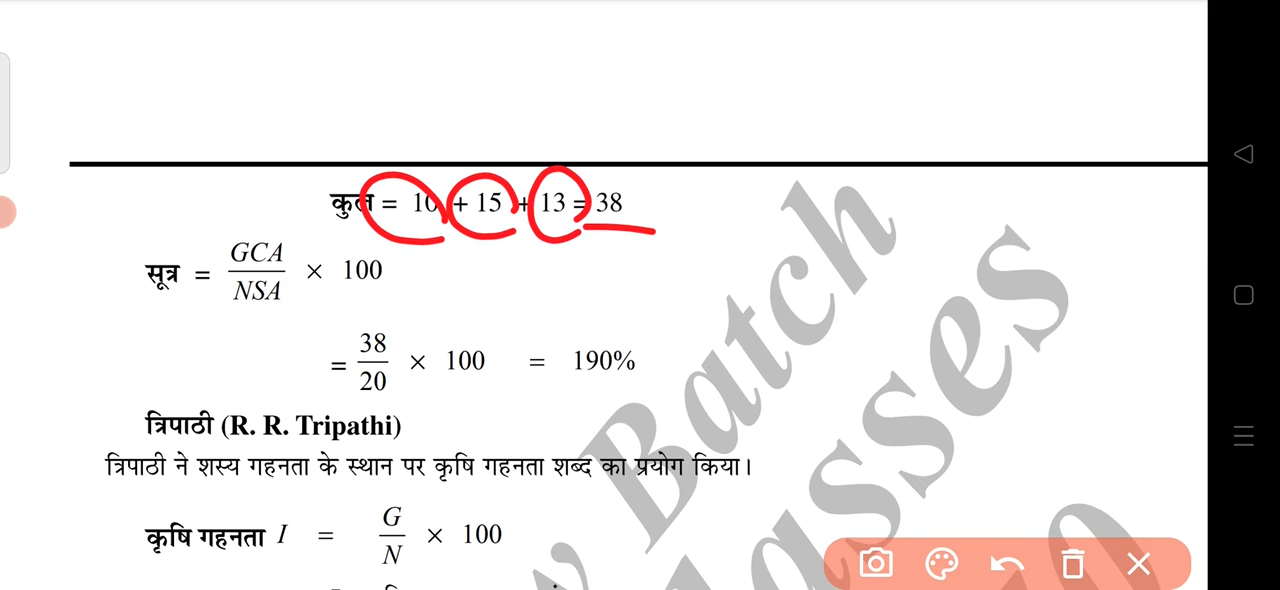 कुल = 10 + 15 + 13 = 38
सूत्र = GCA / NSA × 100
= 38 / 20 × 100 = 190%
त्रिपाठी (R. R. Tripathi)
त्रिपाठी ने शस्य गहनता के स्थान पर कृषि गहनता शब्द का प्रयोग किया।
कृषि गहनता I = G / N × 100
Batch
Classes